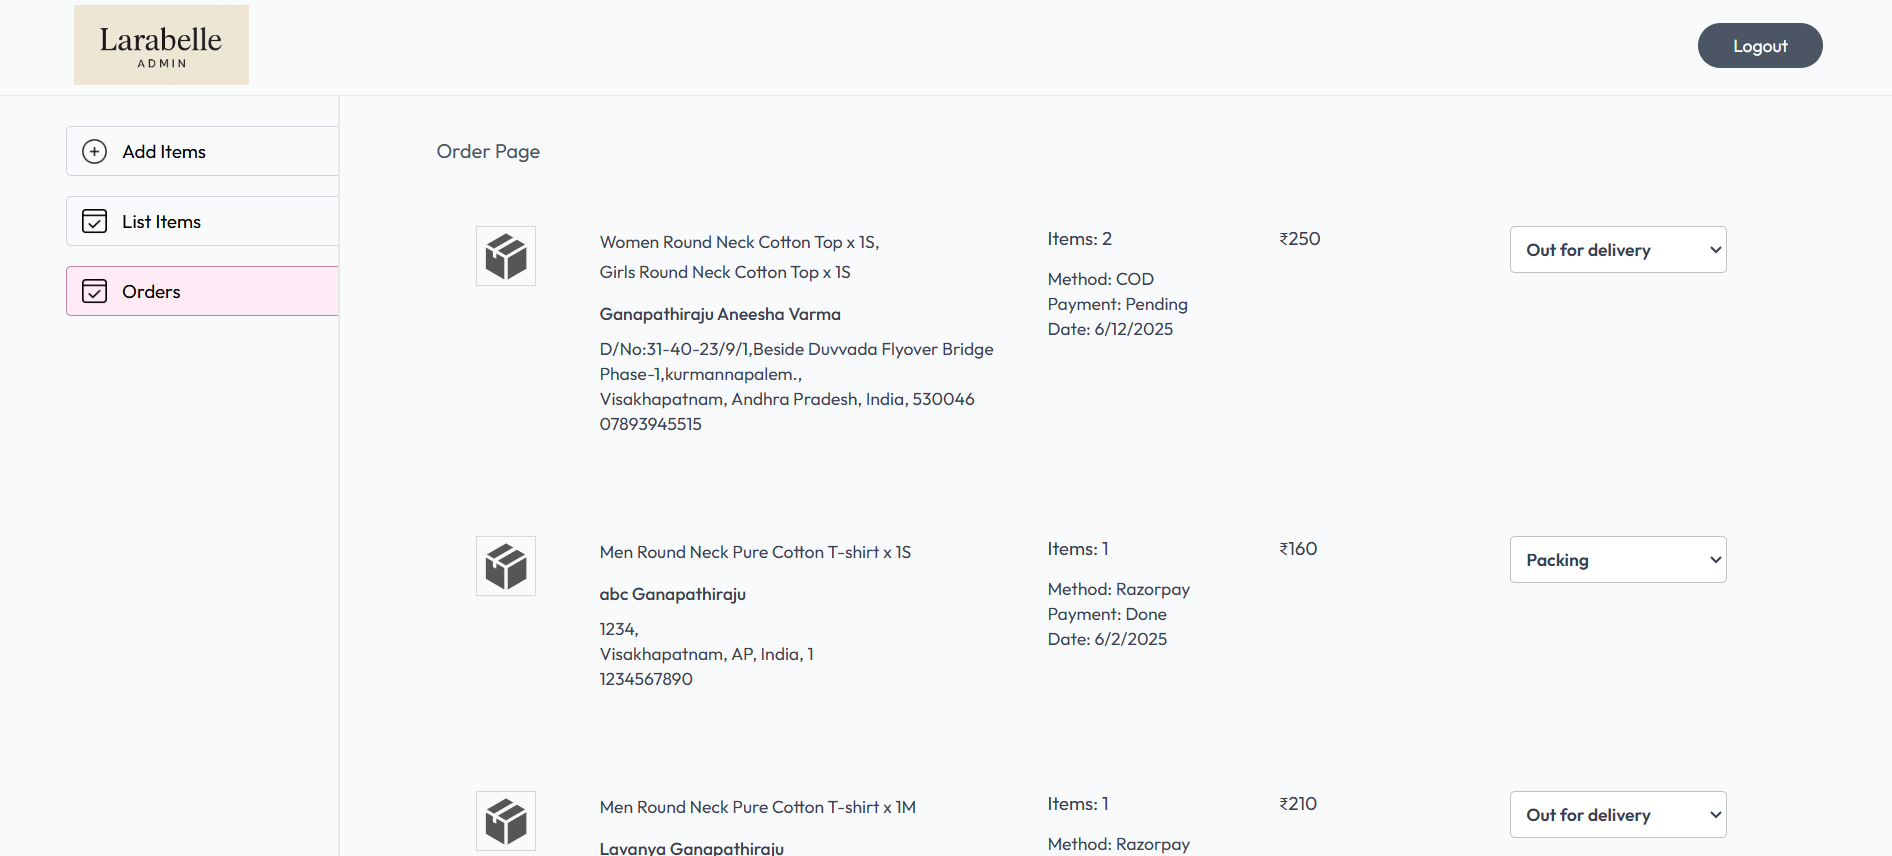 Larabelle
ADMIN
Logout
Add Items
List Items
Orders
Order Page
Women Round Neck Cotton Top x 1S,
Girls Round Neck Cotton Top x 1S
Ganapathiraju Aneesha Varma
D/No:31-40-23/9/1,Beside Duvvada Flyover Bridge
Phase-1,kurmannapalem.,
Visakhapatnam, Andhra Pradesh, India, 530046
07893945515
Items: 2
Method: COD
Payment: Pending
Date: 6/12/2025
₹250
Out for delivery
Men Round Neck Pure Cotton T-shirt x 1S
abc Ganapathiraju
1234,
Visakhapatnam, AP, India, 1
1234567890
Items: 1
Method: Razorpay
Payment: Done
Date: 6/2/2025
₹160
Packing
Men Round Neck Pure Cotton T-shirt x 1M
Lavanya Ganapathiraju
Items: 1
Method: Razorpay
₹210
Out for delivery